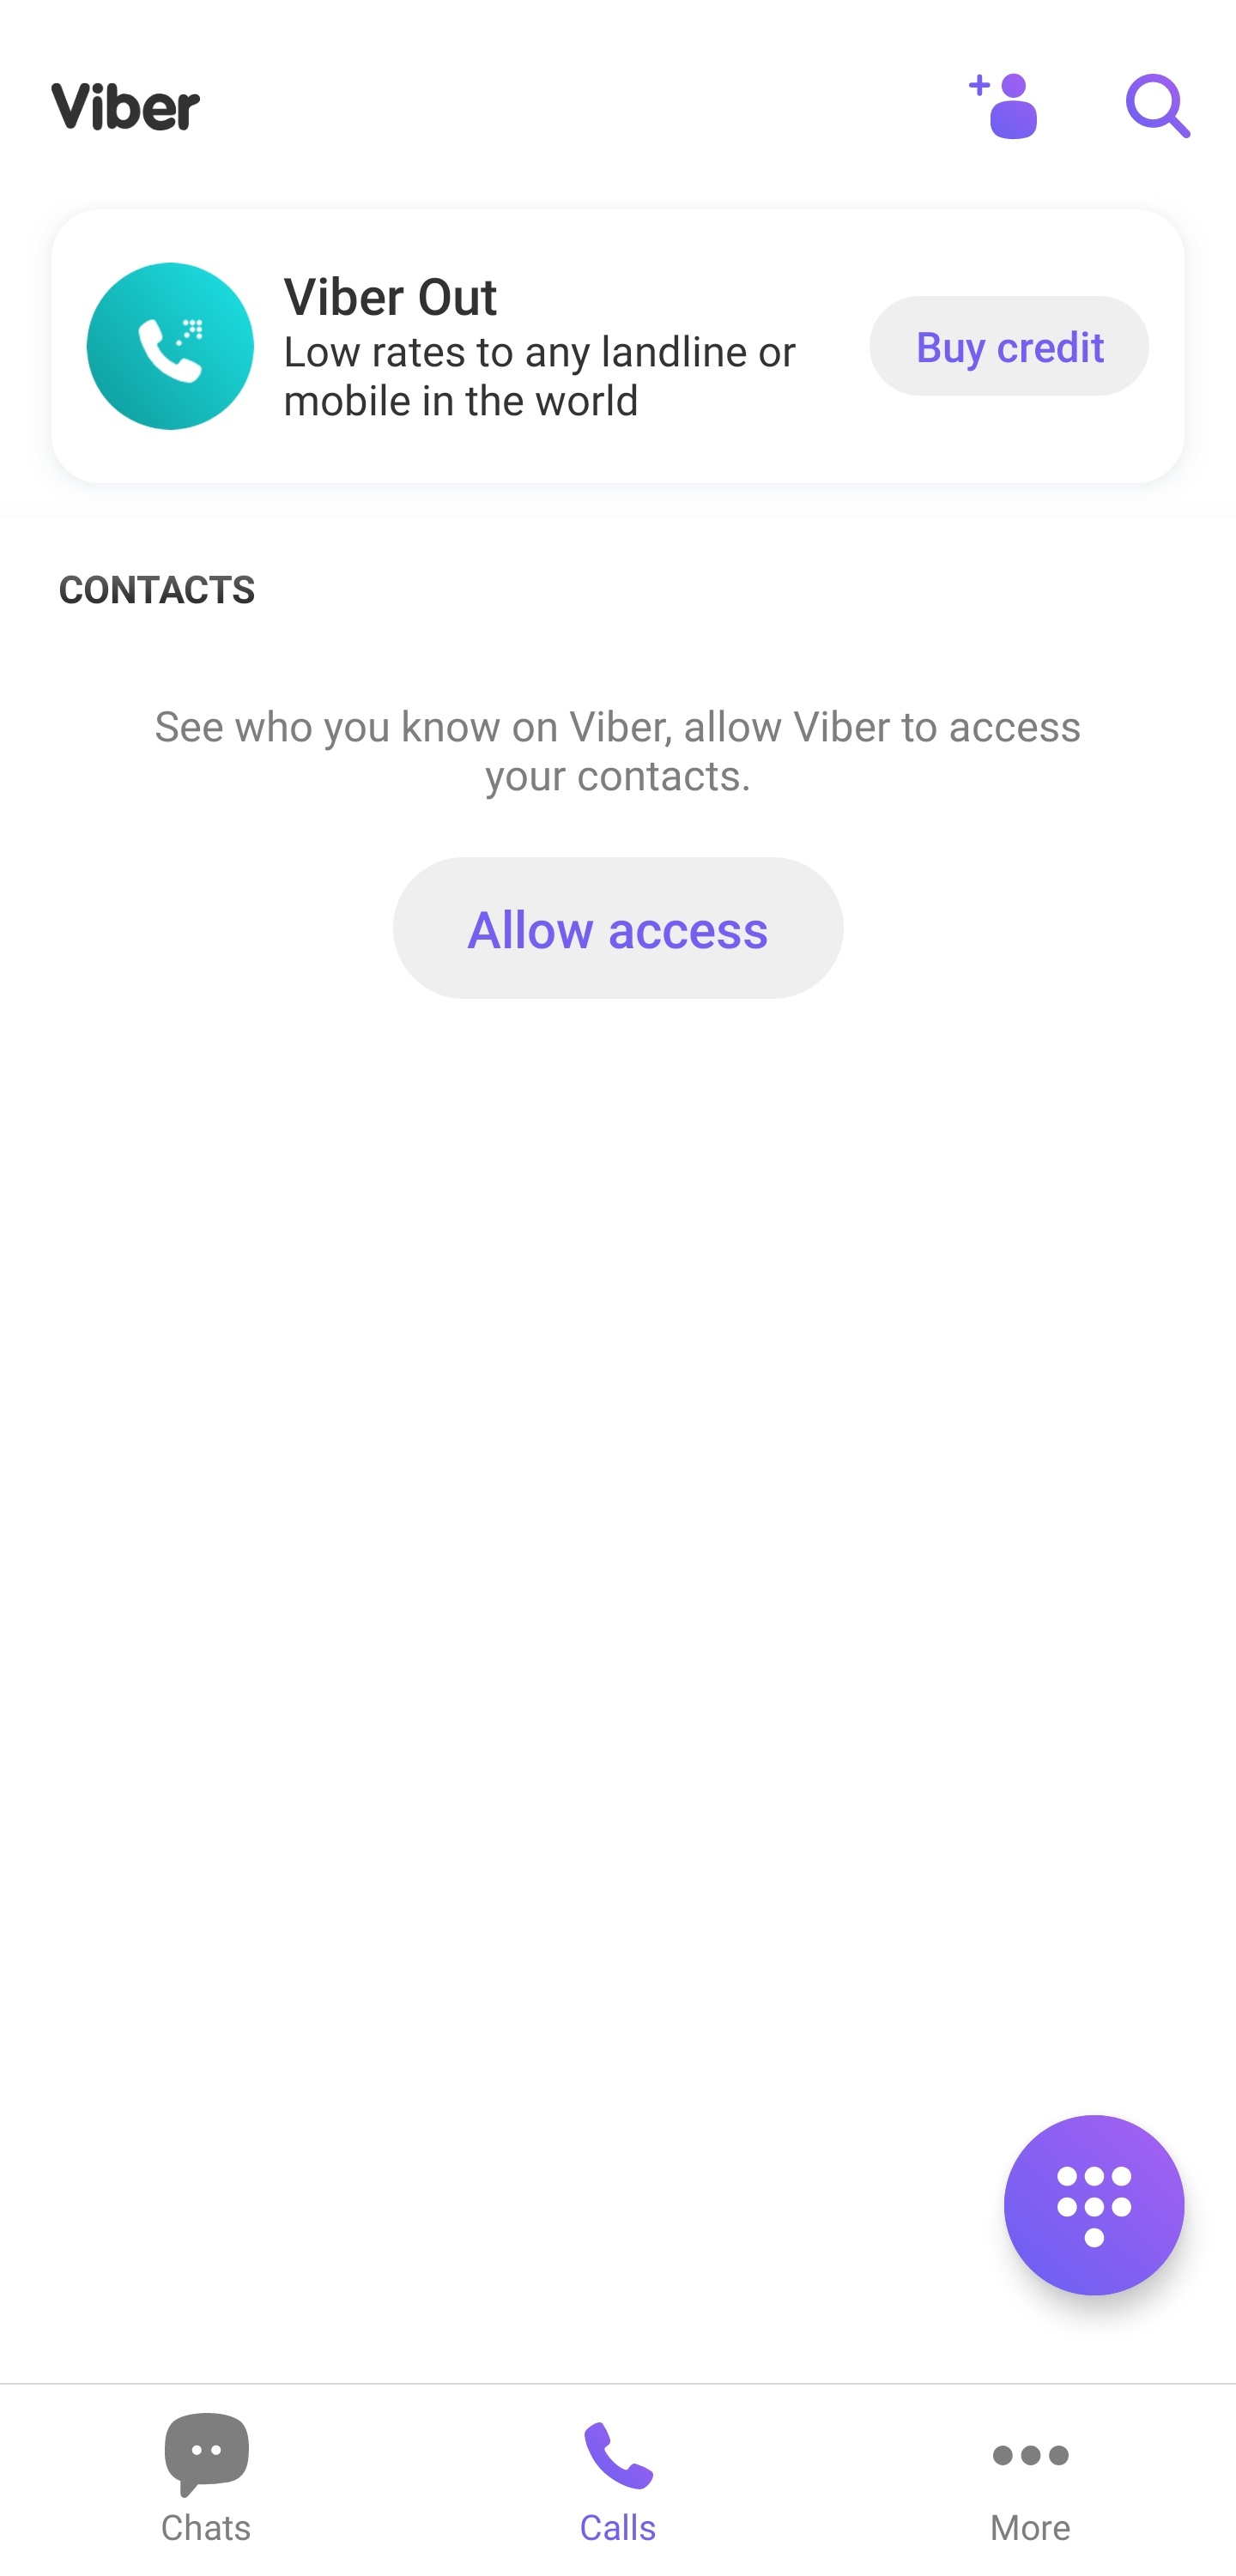 Viber
Viber Out
Low rates to any landline or
mobile in the world
Buy credit
CONTACTS
See who you know on Viber, allow Viber to access
your contacts.
Allow access
Chats
Calls
More